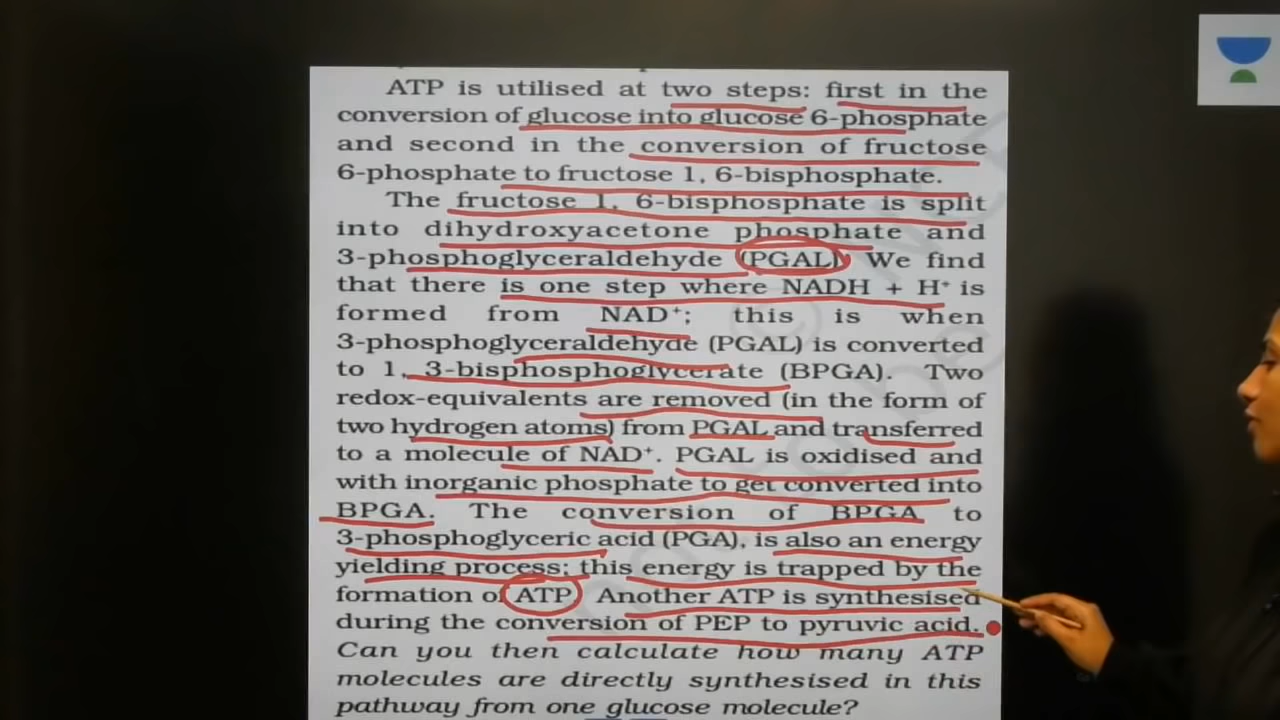 ATP is utilised at two steps: first in the
conversion of glucose into glucose 6-phosphate
and second in the conversion of fructose
6-phosphate to fructose 1, 6-bisphosphate.
The fructose 1, 6-bisphosphate is split
into dihydroxyacetone phosphate and
3-phosphoglyceraldehyde (PGAL). We find
that there is one step where NADH + H⁺ is
formed from NAD⁺; this is when
3-phosphoglyceraldehyde (PGAL) is converted
to 1, 3-bisphosphoglycerate (BPGA). Two
redox-equivalents are removed (in the form of
two hydrogen atoms) from PGAL and transferred
to a molecule of NAD⁺. PGAL is oxidised and
with inorganic phosphate to get converted into
BPGA. The conversion of BPGA to
3-phosphoglyceric acid (PGA), is also an energy
yielding process; this energy is trapped by the
formation of ATP. Another ATP is synthesised
during the conversion of PEP to pyruvic acid.
Can you then calculate how many ATP
molecules are directly synthesised in this
pathway from one glucose molecule?